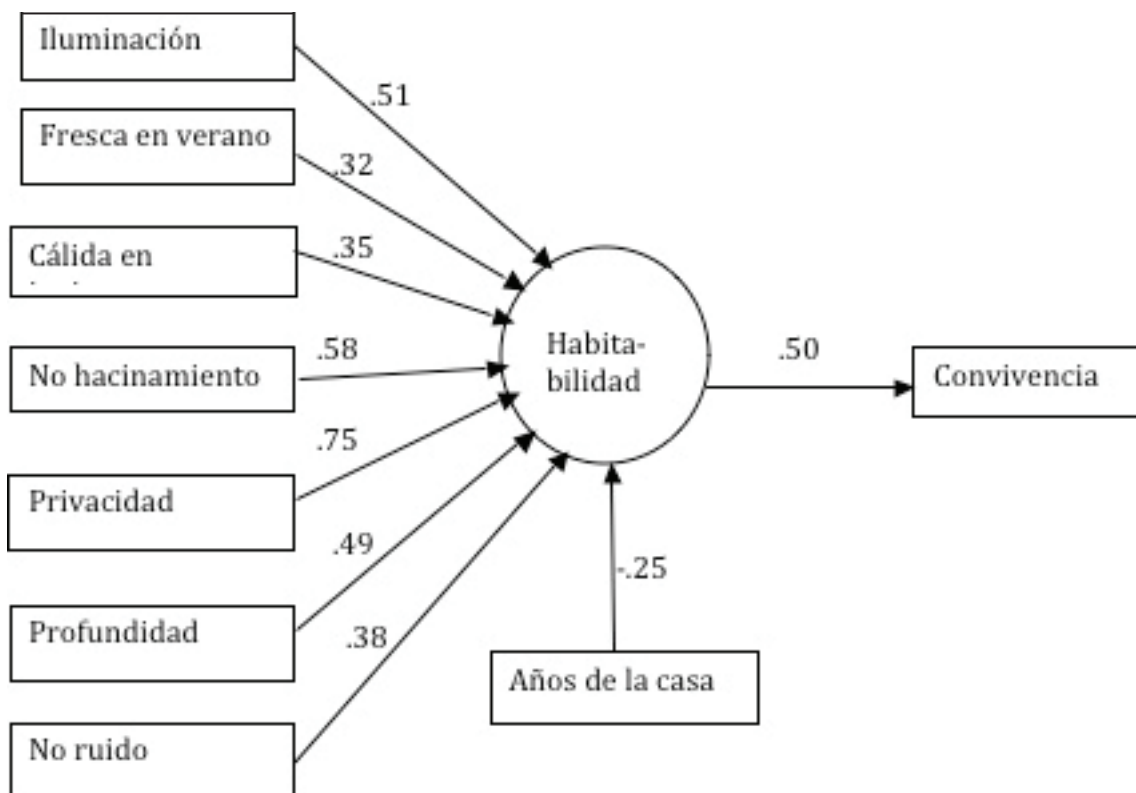 Iluminación
.51
Fresca en verano
.32
Cálida en
.35
No hacinamiento
.58
Privacidad
.75
Profundidad
.49
No ruido
.38
Habita-
bilidad
.50
Convivencia
-.25
Años de la casa